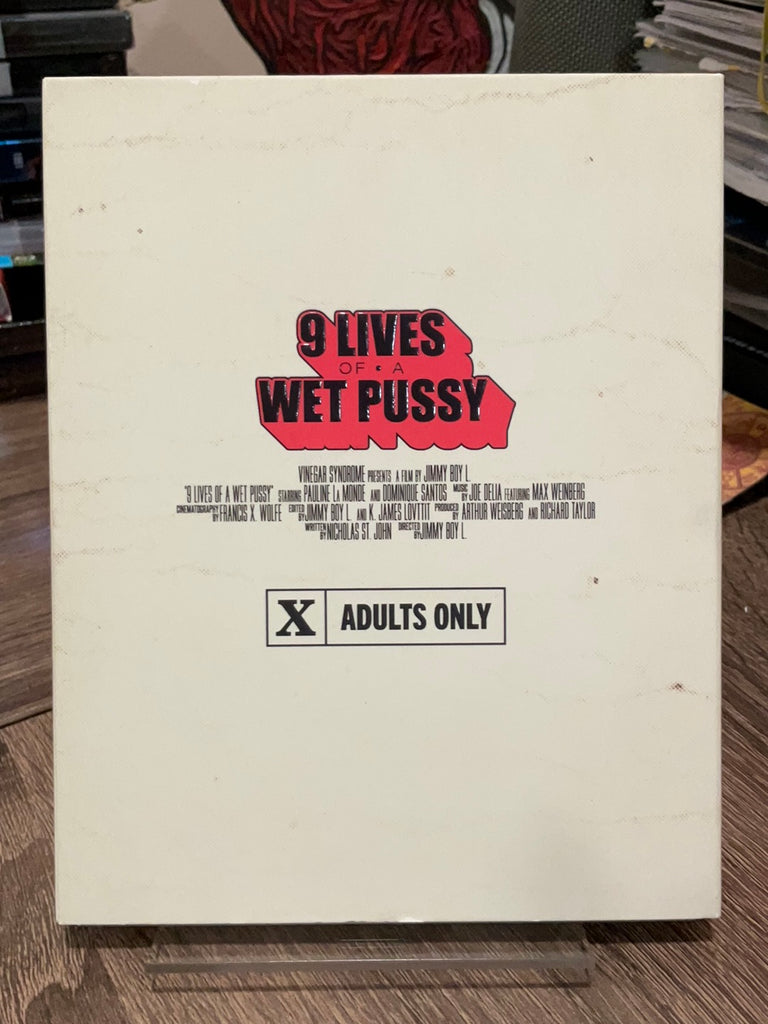 9 LIVES
OF • A
WET PUSSY
VINEGAR SYNDROME PRESENTS A FILM BY JIMMY BOY L.
"9 LIVES OF A WET PUSSY" STARRING PAULINE LA MONDE AND DOMINIQUE SANTOS MUSIC BY JOE DELIA FEATURING MAX WEINBERG
CINEMATOGRAPHY BY FRANCIS X. WOLFE EDITED BY JIMMY BOY L. AND K. JAMES LOVTTIT PRODUCED BY ARTHUR WEISBERG AND RICHARD TAYLOR
WRITTEN BY NICHOLAS ST. JOHN DIRECTED BY JIMMY BOY L.
X ADULTS ONLY